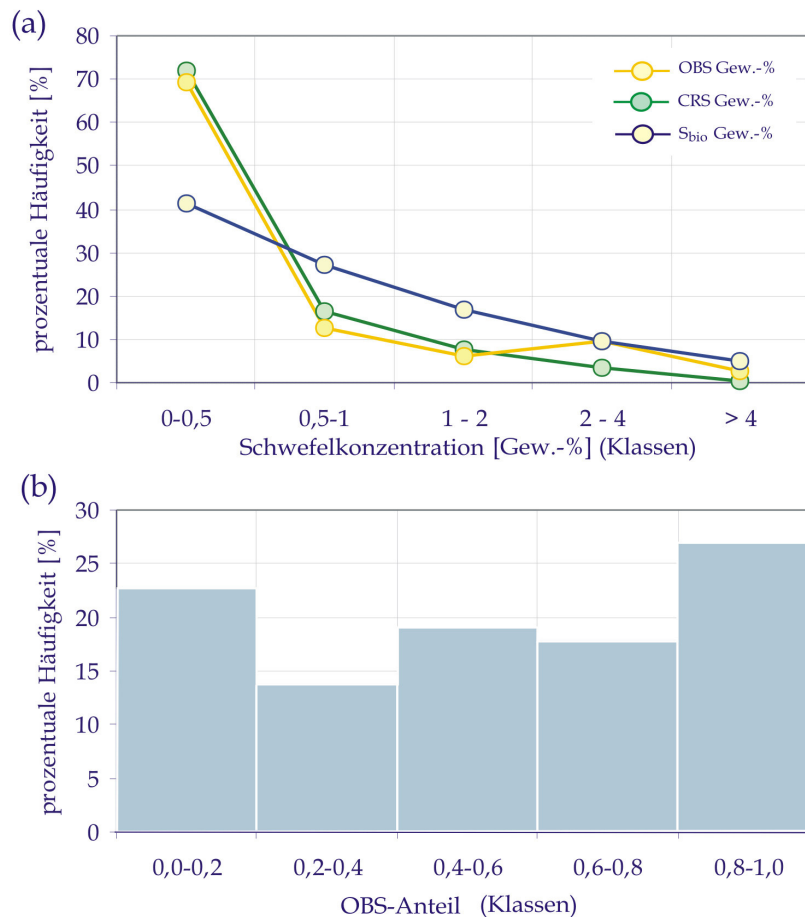 (a)
prozentuale Häufigkeit [%]
80
70
60
50
40
30
20
10
0
OBS Gew.-%
CRS Gew.-%
Sbio Gew.-%
0-0,5 0,5-1 1 - 2 2 - 4 > 4
Schwefelkonzentration [Gew.-%] (Klassen)
(b)
prozentuale Häufigkeit [%]
30
25
20
15
10
5
0
0,0-0,2 0,2-0,4 0,4-0,6 0,6-0,8 0,8-1,0
OBS-Anteil (Klassen)